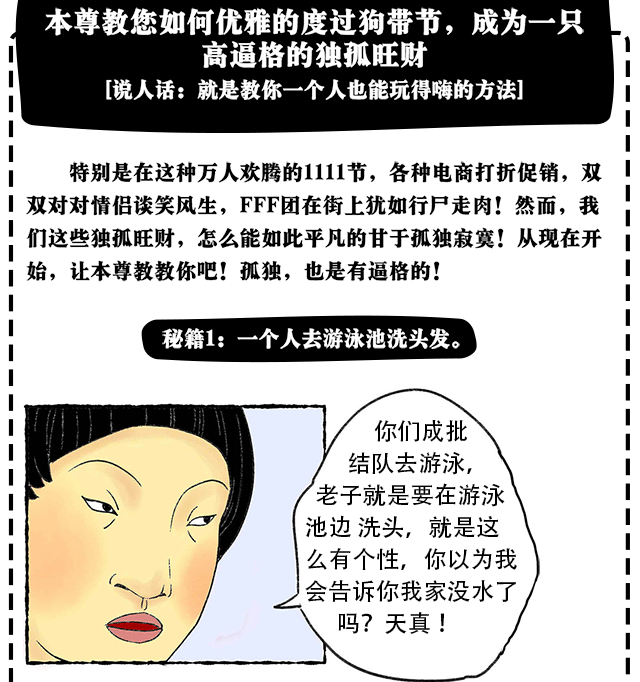 本尊教您如何优雅的度过狗带节，成为一只
高逼格的独孤旺财
[说人话：就是教你一个人也能玩得嗨的方法]
特别是在这种万人欢腾的1111节，各种电商打折促销，双
双对对情侣谈笑风生，FFF团在街上犹如行尸走肉！然而，我
们这些独孤旺财，怎么能如此平凡的甘于孤独寂寞！从现在开
始，让本尊教教你吧！孤独，也是有逼格的！
秘籍1：一个人去游泳池洗头发。
你们成批
结队去游泳，
老子就是要在游泳
池边 洗头，就是这
么有个性，你以为我
会告诉你我家没水了
吗？天真！